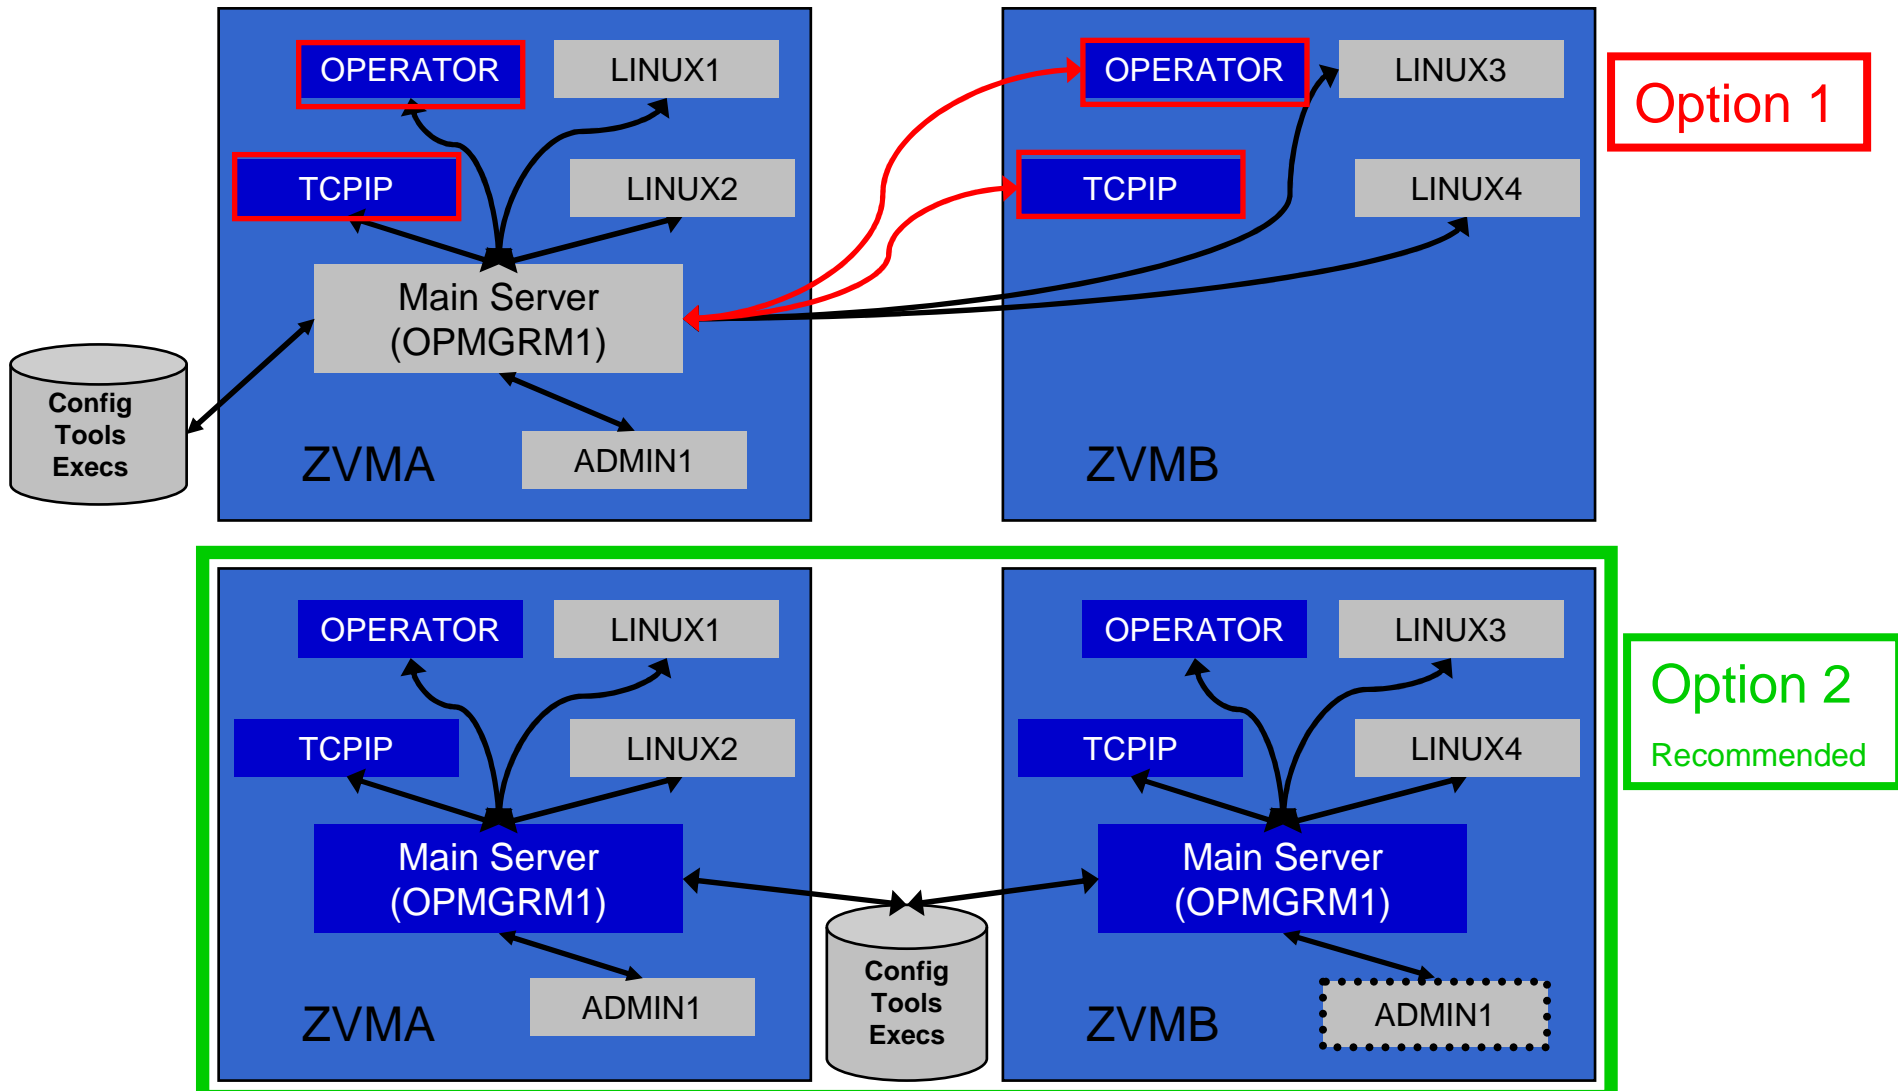 OPERATOR
LINUX1
TCPIP
LINUX2
Main Server
(OPMGRM1)
Config
Tools
Execs
ZVMA
ADMIN1
OPERATOR
LINUX3
TCPIP
LINUX4
ZVMB
Option 1
OPERATOR
LINUX1
TCPIP
LINUX2
Main Server
(OPMGRM1)
ZVMA
ADMIN1
Config
Tools
Execs
OPERATOR
LINUX3
TCPIP
LINUX4
Main Server
(OPMGRM1)
ZVMB
ADMIN1
Option 2
Recommended